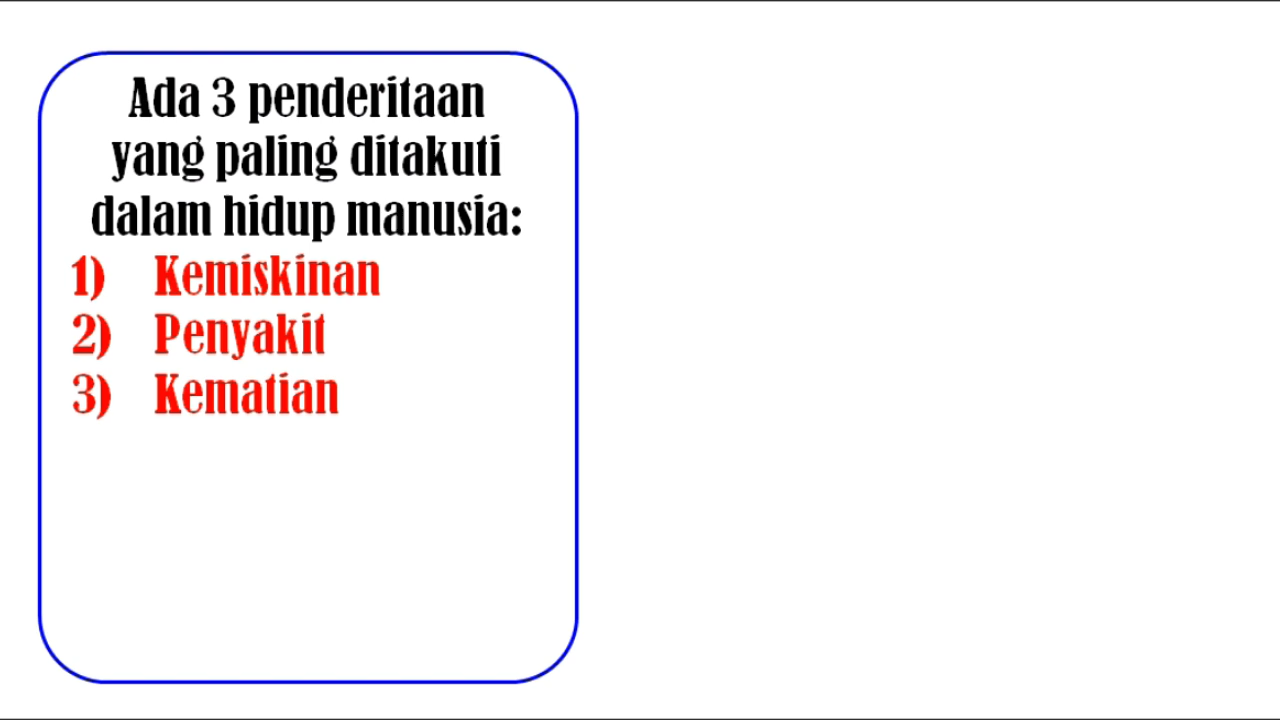 Ada 3 penderitaan
yang paling ditakuti
dalam hidup manusia:
1) Kemiskinan
2) Penyakit
3) Kematian